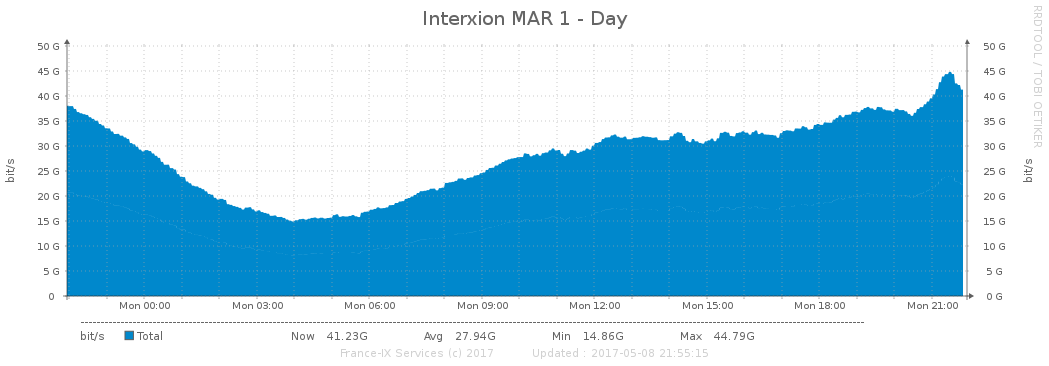 Interxion MAR 1 - Day
RRDTOOL / TOBI OETIKER
bit/s
50 G 50 G
45 G 45 G
40 G 40 G
35 G 35 G
30 G 30 G
25 G 25 G
20 G 20 G
15 G 15 G
10 G 10 G
5 G 5 G
0 0 G
bit/s
Mon 00:00 Mon 03:00 Mon 06:00 Mon 09:00 Mon 12:00 Mon 15:00 Mon 18:00 Mon 21:00
bit/s Total Now 41.23G Avg 27.94G Min 14.86G Max 44.79G
France-IX Services (c) 2017 Updated : 2017-05-08 21:55:15